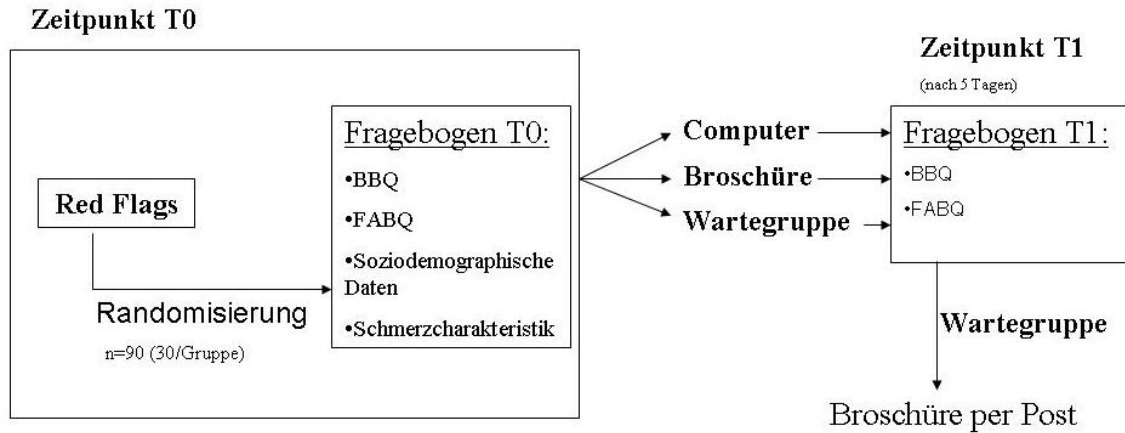 Zeitpunkt T0
Red Flags
Randomisierung
n=90 (30/Gruppe)
Fragebogen T0:
•BBQ
•FABQ
•Soziodemographische
Daten
•Schmerzcharakteristik
Computer
Broschüre
Wartegruppe
Zeitpunkt T1
(nach 5 Tagen)
Fragebogen T1:
•BBQ
•FABQ
Wartegruppe
Broschüre per Post